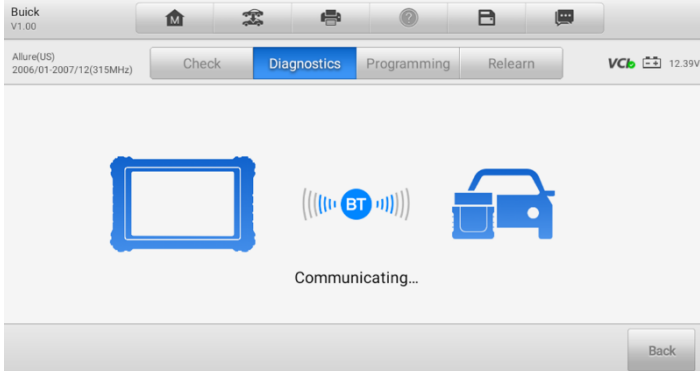 Buick
V1.00
M
?
Allure(US)
2006/01-2007/12(315MHz)
Check
Diagnostics
Programming
Relearn
VCI
12.39V
BT
Communicating...
Back